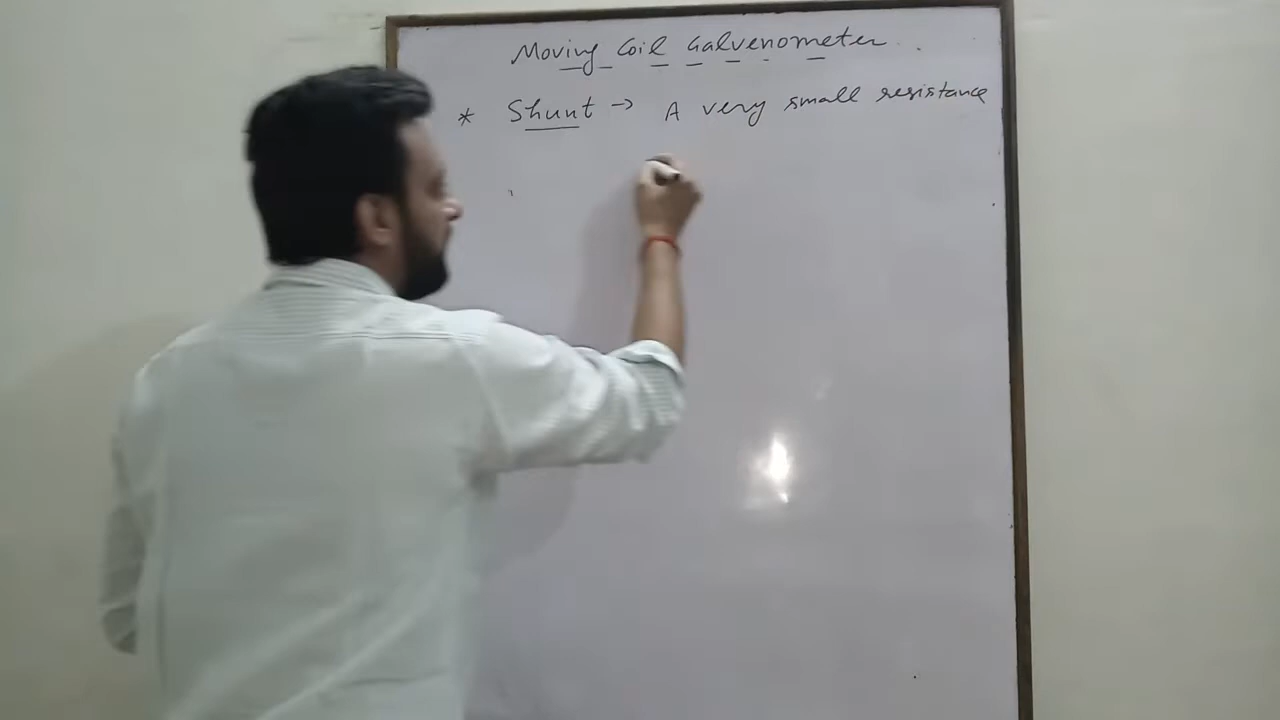 Moving Coil Galvenometer
* Shunt → A very small resistance